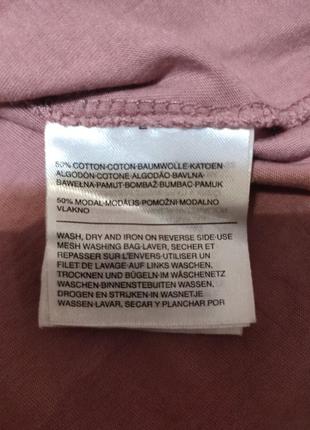 50% COTTON-COTON-BAUMWOLLE-KATOEN
ALGODÓN-COTONE-ALGODÃO-BAVLNA-
BAWEŁNA-PAMUT-BOMBAŽ-BUMBAC-PAMUK
50% MODAL-MODÁLIS-POMOŽNI-MODALNO
VLAKNO
WASH, DRY AND IRON ON REVERSE SIDE-USE
MESH WASHING BAG-LAVER, SECHER ET
REPASSER SUR L'ENVERS-UTILISER UN
FILET DE LAVAGE-AUF LINKS WASCHEN,
TROCKNEN UND BÜGELN-IM WÄSCHENETZ
WASCHEN-BINNENSTEBUITEN WASSEN,
DROGEN EN STRIJKEN-IN WASNETJE
WASSEN-LAVAR, SECAR Y PLANCHAR POR